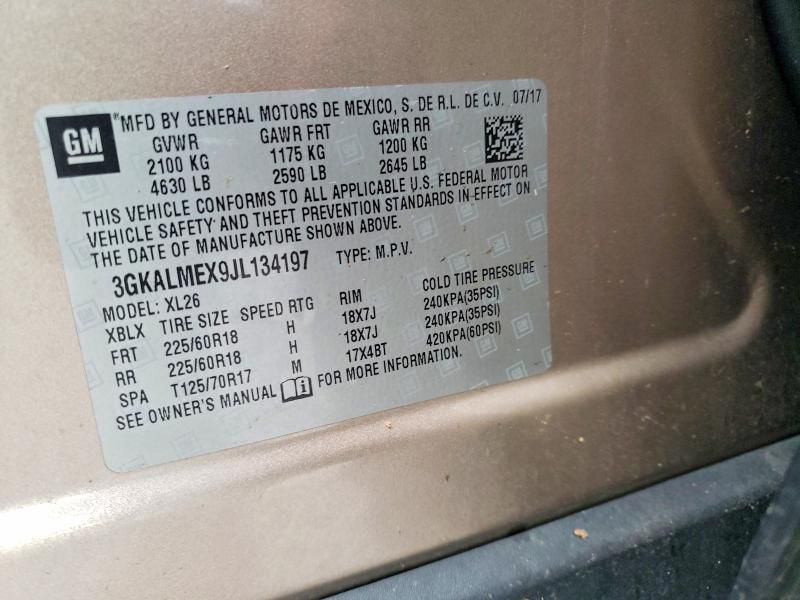 GM
MFD BY GENERAL MOTORS DE MEXICO, S. DE R.L. DE C.V. 07/17
GVWR GAWR FRT GAWR RR
2100 KG 1175 KG 1200 KG
4630 LB 2590 LB 2645 LB
THIS VEHICLE CONFORMS TO ALL APPLICABLE U.S. FEDERAL MOTOR
VEHICLE SAFETY AND THEFT PREVENTION STANDARDS IN EFFECT ON
THE DATE OF MANUFACTURE SHOWN ABOVE.
3GKALMEX9JL134197 TYPE: M.P.V.
MODEL: XL26
XBLX TIRE SIZE SPEED RTG RIM COLD TIRE PRESSURE
FRT 225/60R18 H 18X7J 240KPA(35PSI)
RR 225/60R18 H 18X7J 240KPA(35PSI)
SPA T125/70R17 M 17X4BT 420KPA(60PSI)
SEE OWNER'S MANUAL FOR MORE INFORMATION.